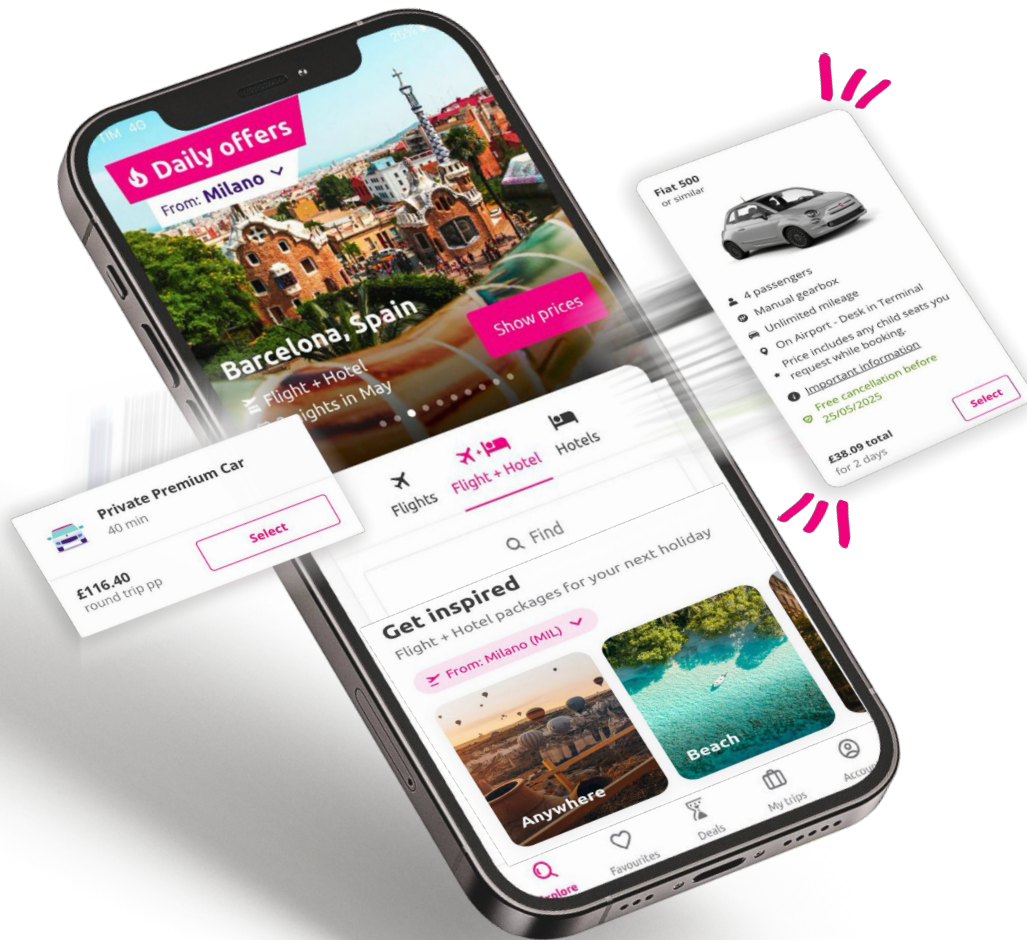 TIM 4G
25%
Daily offers
From: Milano
Barcelona, Spain
Flight + Hotel
nights in May
Show prices
Flights
Flight + Hotel
Hotels
Find
Get inspired
Flight + Hotel packages for your next holiday
From: Milano (MIL)
Anywhere
Beach
Explore
Favourites
Deals
My trips
Account
Private Premium Car
40 min
£116.40
round trip pp
Select
Fiat 500
or similar
4 passengers
Manual gearbox
Unlimited mileage
On Airport - Desk in Terminal
Price includes any child seats you
request while booking.
Important information
Free cancellation before
25/05/2025
£38.09 total
for 2 days
Select